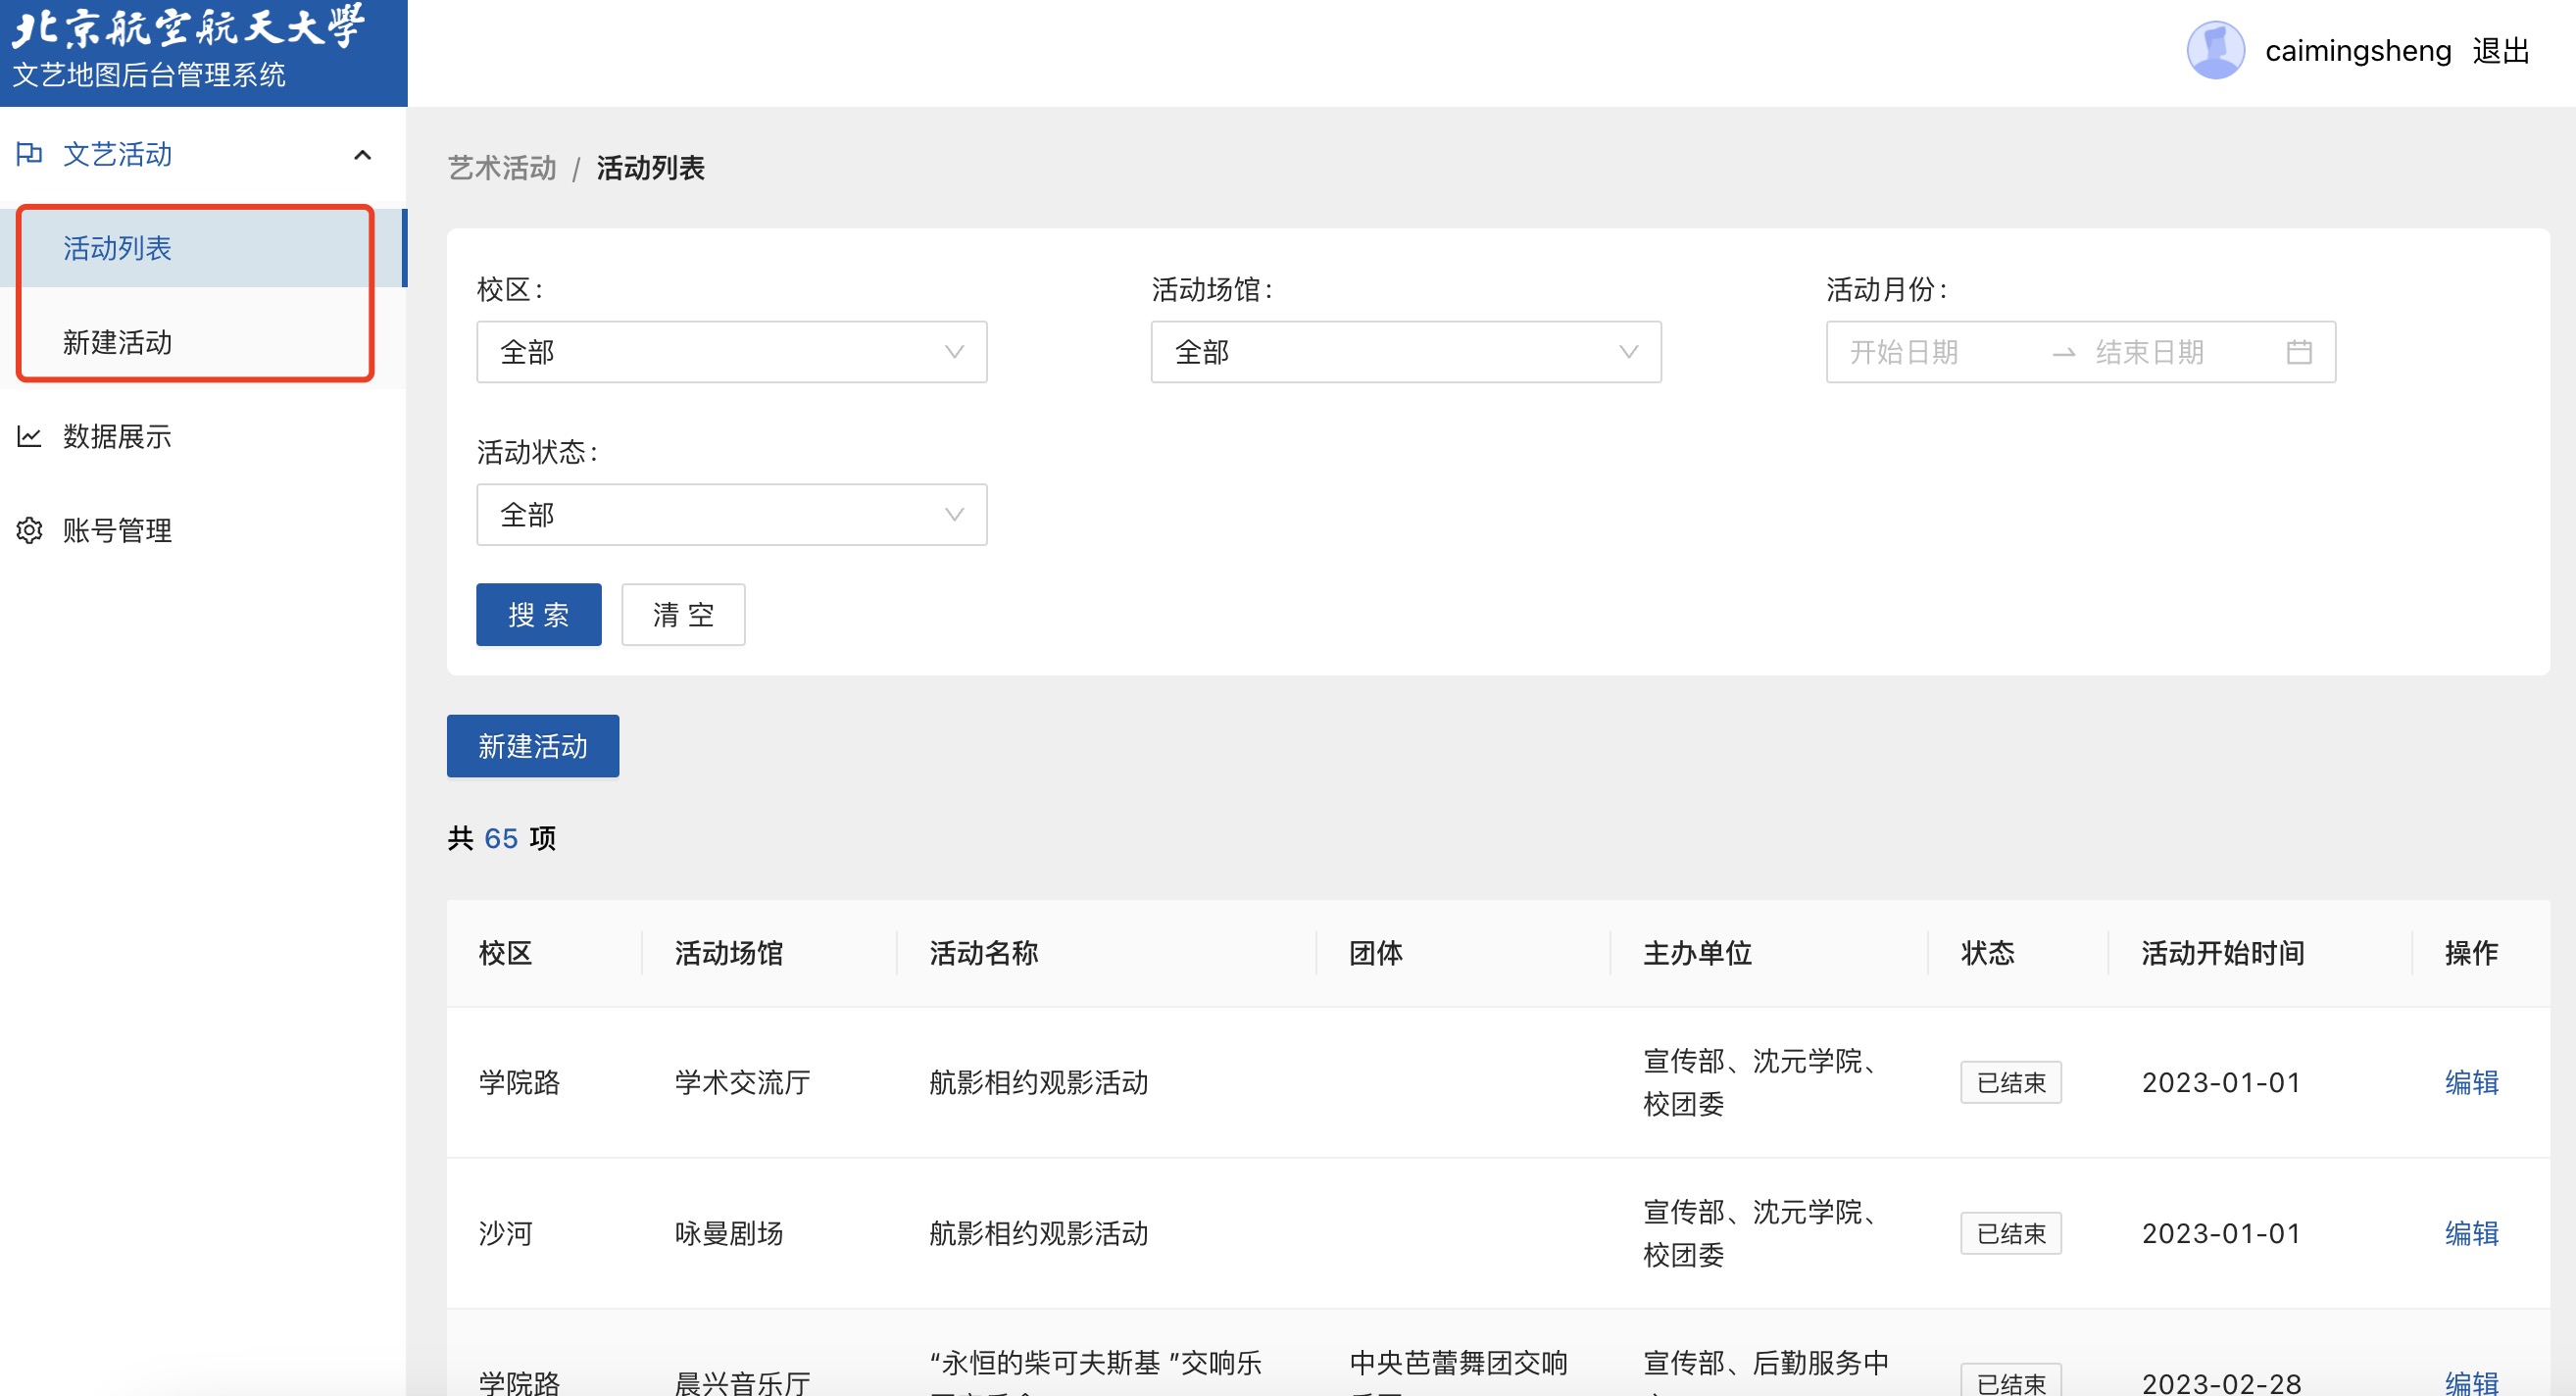 北京航空航天大學
文艺地图后台管理系统
caimingsheng 退出
文艺活动
活动列表
新建活动
数据展示
账号管理
艺术活动 / 活动列表
校区:
全部
活动场馆:
全部
活动月份:
开始日期 → 结束日期
活动状态:
全部
搜 索
清 空
新建活动
共 65 项
校区 活动场馆 活动名称 团体 主办单位 状态 活动开始时间 操作
学院路 学术交流厅 航影相约观影活动 宣传部、沈元学院、
校团委 已结束 2023-01-01 编辑
沙河 咏曼剧场 航影相约观影活动 宣传部、沈元学院、
校团委 已结束 2023-01-01 编辑
学院路 晨兴音乐厅 “永恒的柴可夫斯基 ”交响乐 中央芭蕾舞团交响 宣传部、后勤服务中 已结束 2023-02-28 编辑